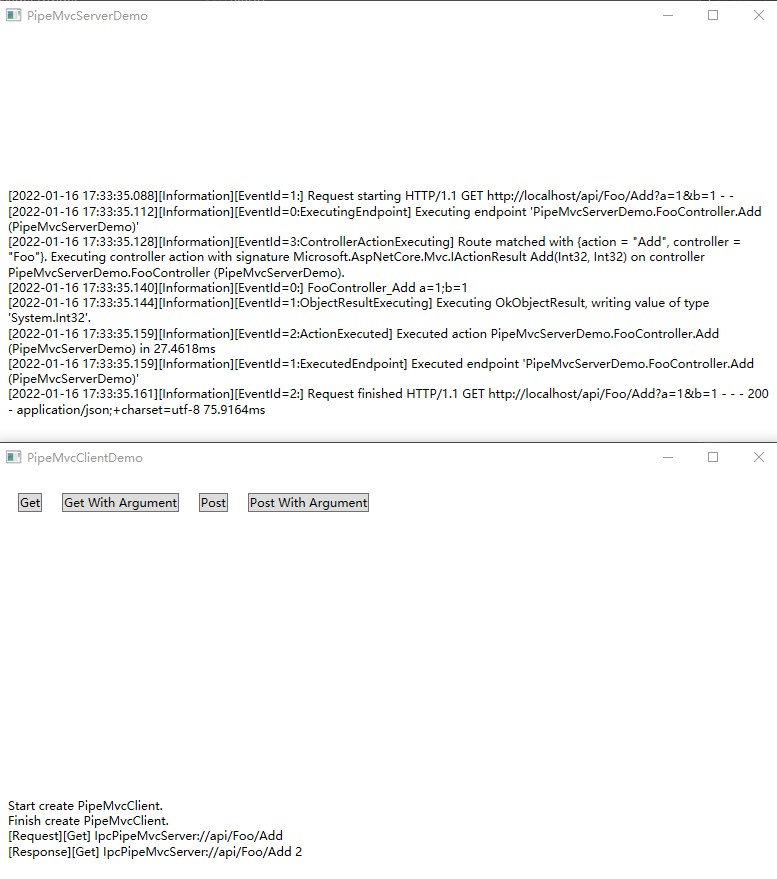 PipeMvcServerDemo
[2022-01-16 17:33:35.088][Information][EventId=1:] Request starting HTTP/1.1 GET http://localhost/api/Foo/Add?a=1&b=1 - -
[2022-01-16 17:33:35.112][Information][EventId=0:ExecutingEndpoint] Executing endpoint 'PipeMvcServerDemo.FooController.Add
(PipeMvcServerDemo)'
[2022-01-16 17:33:35.128][Information][EventId=3:ControllerActionExecuting] Route matched with {action = "Add", controller =
"Foo"}. Executing controller action with signature Microsoft.AspNetCore.Mvc.IActionResult Add(Int32, Int32) on controller
PipeMvcServerDemo.FooController (PipeMvcServerDemo).
[2022-01-16 17:33:35.140][Information][EventId=0:] FooController_Add a=1;b=1
[2022-01-16 17:33:35.144][Information][EventId=1:ObjectResultExecuting] Executing OkObjectResult, writing value of type
'System.Int32'.
[2022-01-16 17:33:35.159][Information][EventId=2:ActionExecuted] Executed action PipeMvcServerDemo.FooController.Add
(PipeMvcServerDemo) in 27.4618ms
[2022-01-16 17:33:35.159][Information][EventId=1:ExecutedEndpoint] Executed endpoint 'PipeMvcServerDemo.FooController.Add
(PipeMvcServerDemo)'
[2022-01-16 17:33:35.161][Information][EventId=2:] Request finished HTTP/1.1 GET http://localhost/api/Foo/Add?a=1&b=1 - - - 200
- application/json;+charset=utf-8 75.9164ms
PipeMvcClientDemo
Get Get With Argument Post Post With Argument
Start create PipeMvcClient.
Finish create PipeMvcClient.
[Request][Get] IpcPipeMvcServer://api/Foo/Add
[Response][Get] IpcPipeMvcServer://api/Foo/Add 2